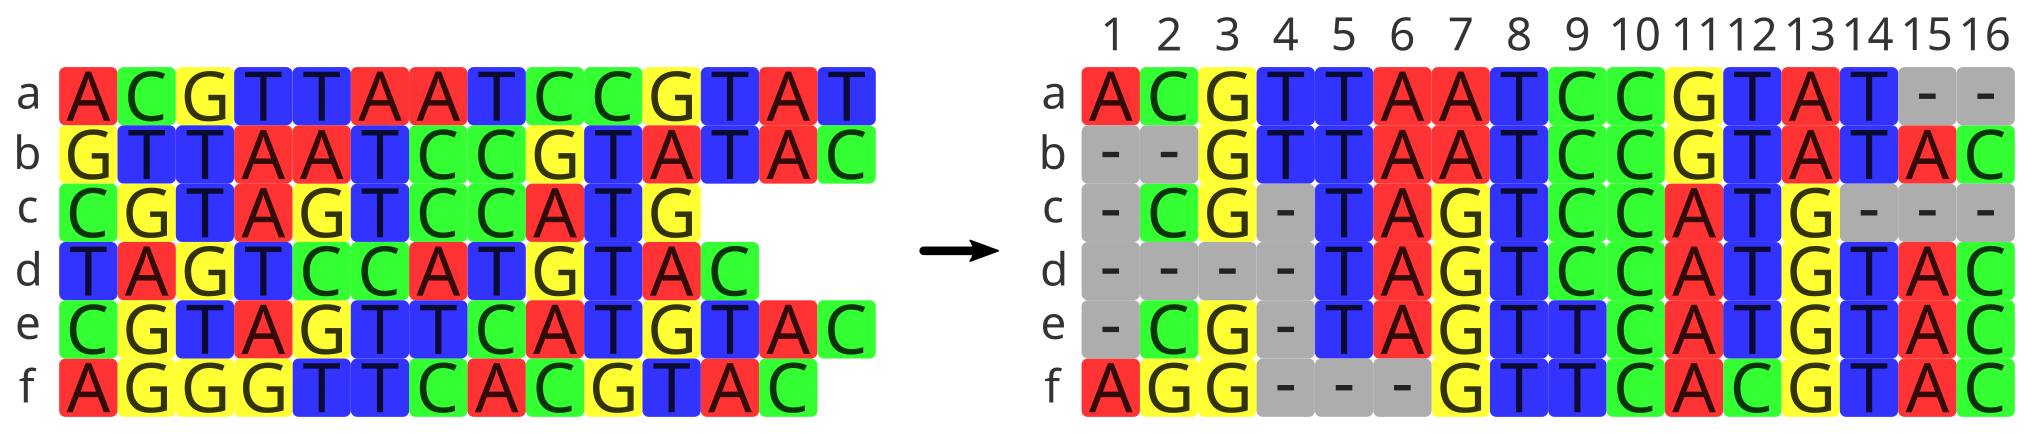 1 2 3 4 5 6 7 8 9 10 11 12 13 14 15 16
a A C G T T A A T C C G T A T a A C G T T A A T C C G T A T - -
b G T T A A T C C G T A T A C b - - G T T A A T C C G T A T A C
c C G T A G T C C A T G c - C G - T A G T C C A T G - - -
d T A G T C C A T G T A C d - - - - T A G T C C A T G T A C
e C G T A G T T C A T G T A C e - C G - T A G T T C A T G T A C
f A G G G T T C A C G T A C f A G G - - - G T T C A C G T A C